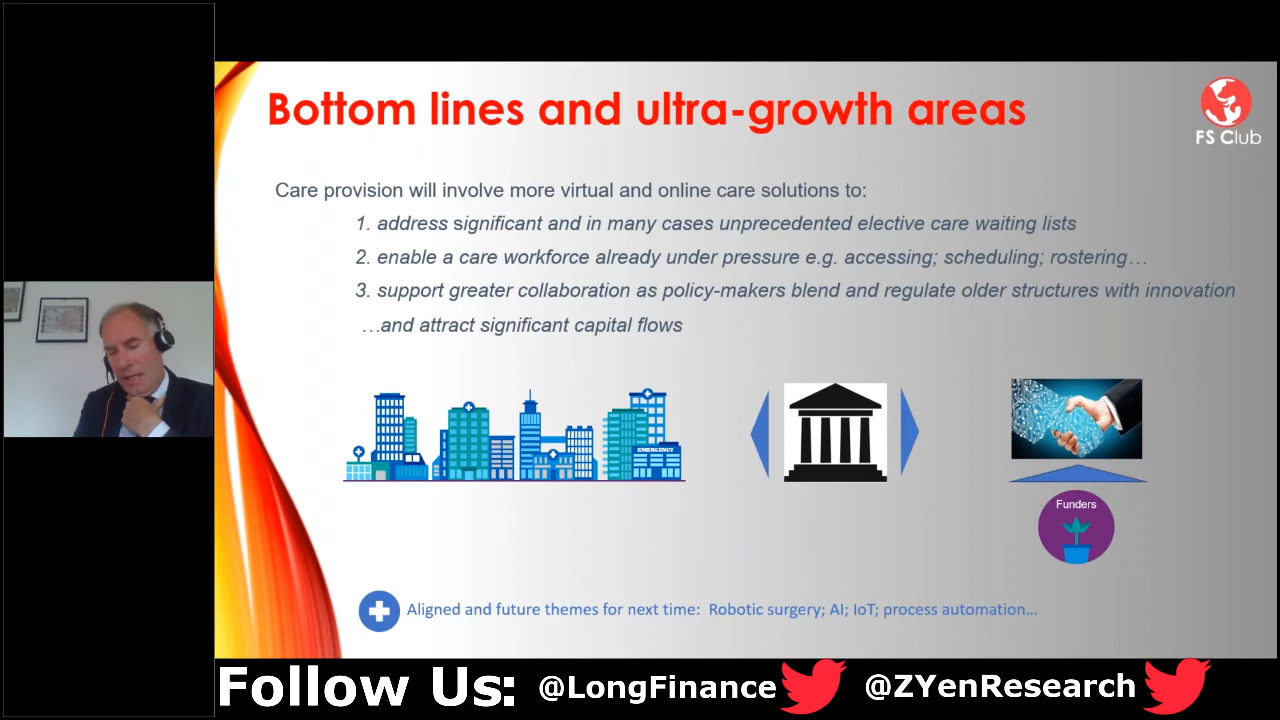 Bottom lines and ultra-growth areas
FS Club
Care provision will involve more virtual and online care solutions to:
1. address significant and in many cases unprecedented elective care waiting lists
2. enable a care workforce already under pressure e.g. accessing; scheduling; rostering…
3. support greater collaboration as policy-makers blend and regulate older structures with innovation
…and attract significant capital flows
EMERGENCY
Funders
Aligned and future themes for next time: Robotic surgery; AI; IoT; process automation…
Follow Us: @LongFinance @ZYenResearch